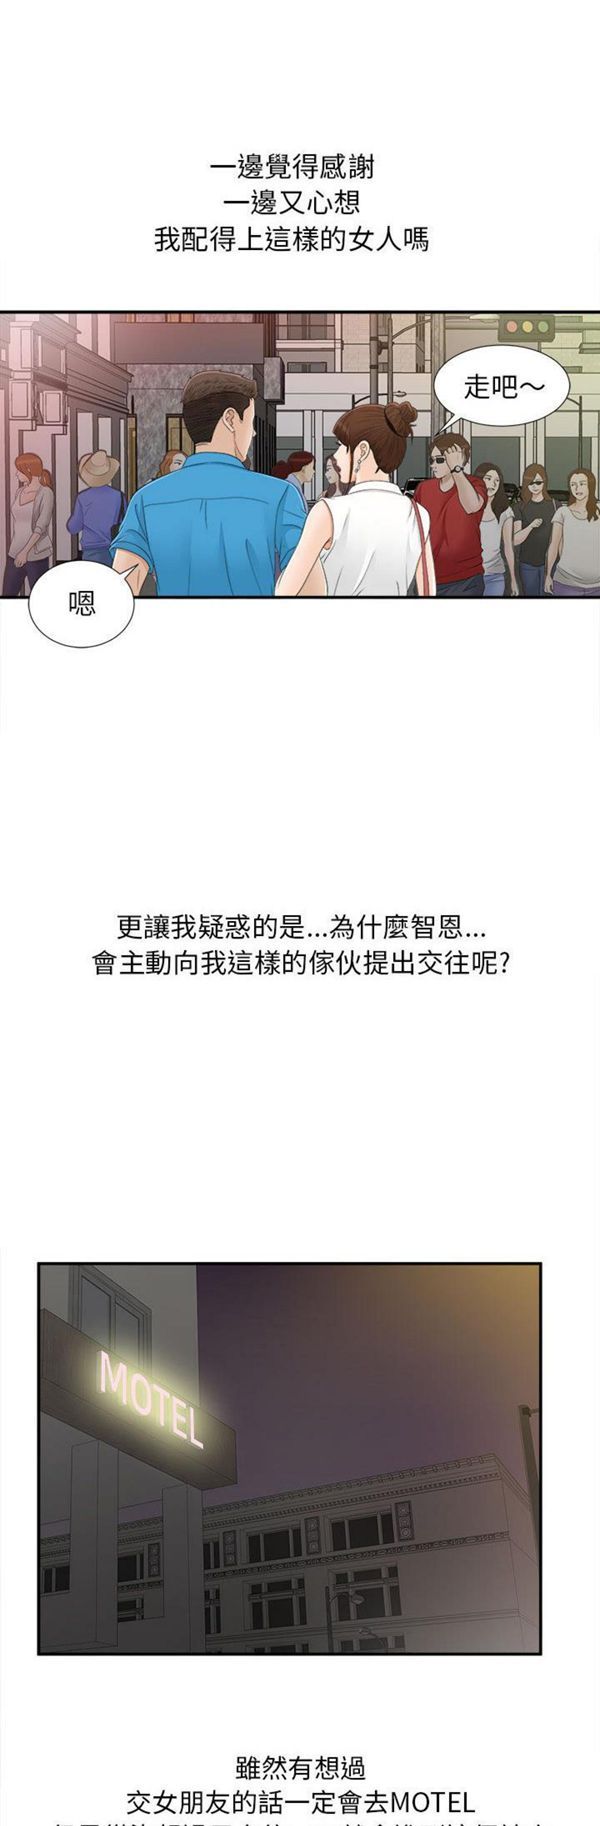 一邊覺得感謝
一邊又心想
我配得上這樣的女人嗎
走吧～
嗯
更讓我疑惑的是...為什麼智恩...
會主動向我這樣的傢伙提出交往呢?
MOTEL
雖然有想過
交女朋友的話一定會去MOTEL